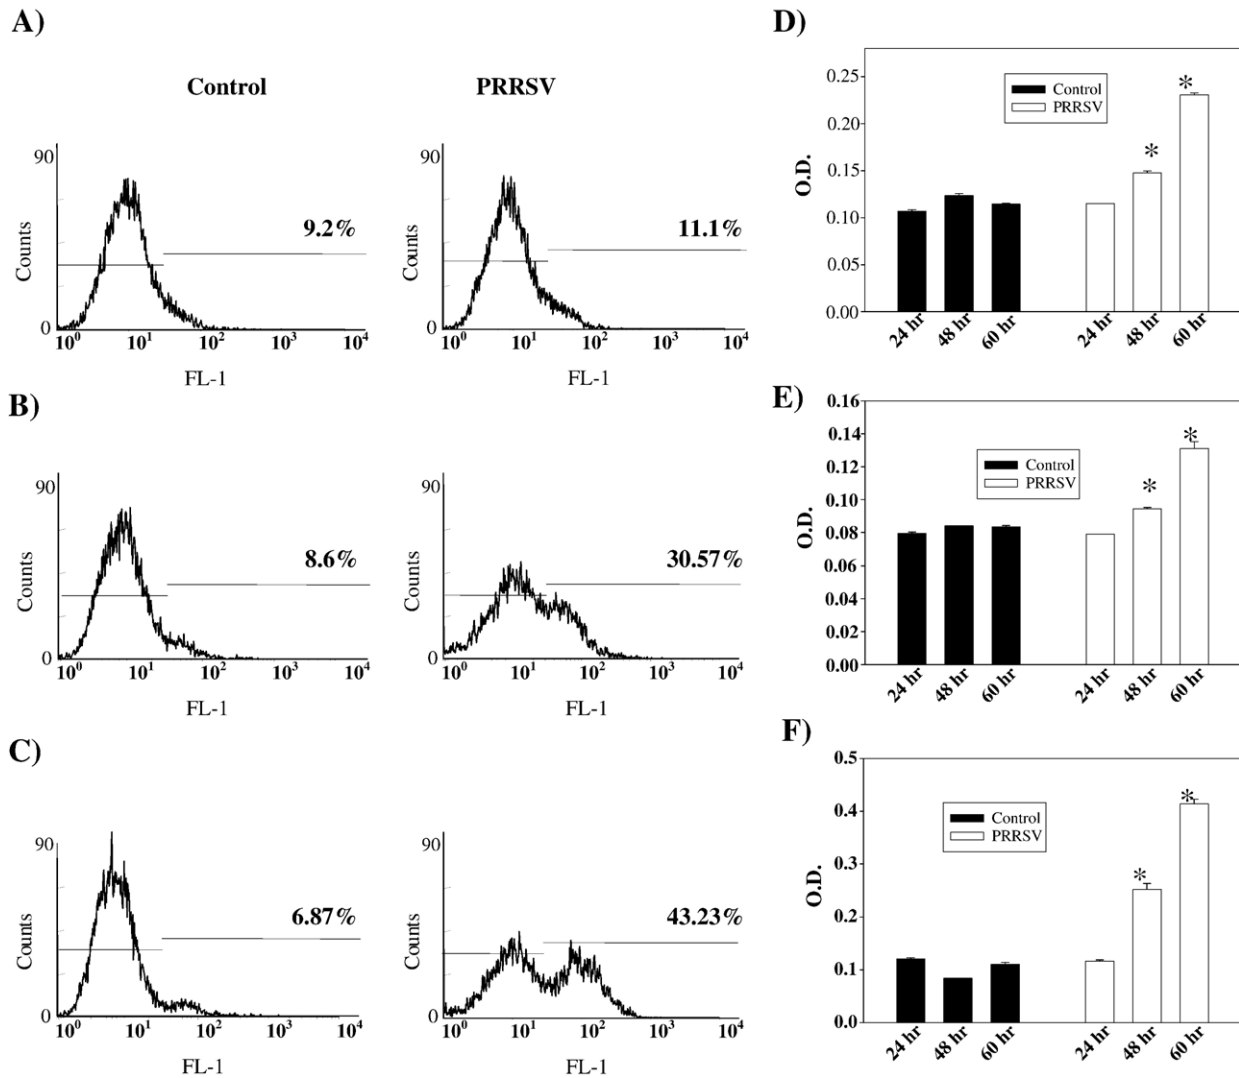 A)
Control
PRRSV
90
Counts
0
9.2%
10^0 10^1 10^2 10^3 10^4
FL-1
90
Counts
0
11.1%
10^0 10^1 10^2 10^3 10^4
FL-1
B)
90
Counts
0
8.6%
10^0 10^1 10^2 10^3 10^4
FL-1
90
Counts
0
30.57%
10^0 10^1 10^2 10^3 10^4
FL-1
C)
90
Counts
0
6.87%
10^0 10^1 10^2 10^3 10^4
FL-1
90
Counts
0
43.23%
10^0 10^1 10^2 10^3 10^4
FL-1
D)
O.D.
0.25
0.20
0.15
0.10
0.05
0.00
Control
PRRSV
*
*
24 hr 48 hr 60 hr 24 hr 48 hr 60 hr
E)
O.D.
0.16
0.14
0.12
0.10
0.08
0.06
0.04
0.02
0.00
Control
PRRSV
*
*
24 hr 48 hr 60 hr 24 hr 48 hr 60 hr
F)
O.D.
0.5
0.4
0.3
0.2
0.1
0.0
Control
PRRSV
*
*
24 hr 48 hr 60 hr 24 hr 48 hr 60 hr